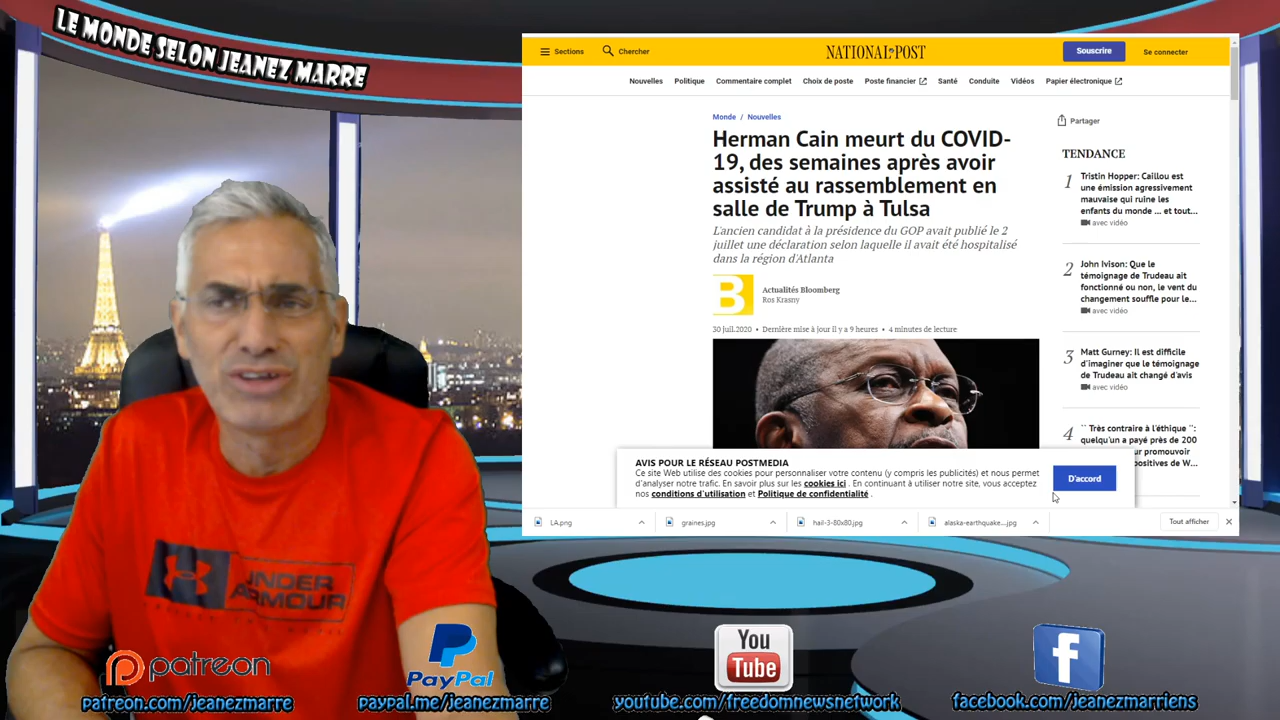 LE MONDE SELON JEANEZ MARRE
Sections
Chercher
NATIONAL POST
Souscrire
Se connecter
Nouvelles
Politique
Commentaire complet
Choix de poste
Poste financier
Santé
Conduite
Vidéos
Papier électronique
Monde / Nouvelles
Herman Cain meurt du COVID-
19, des semaines après avoir
assisté au rassemblement en
salle de Trump à Tulsa
L'ancien candidat à la présidence du GOP avait publié le 2
juillet une déclaration selon laquelle il avait été hospitalisé
dans la région d'Atlanta
B
Actualités Bloomberg
Ros Krasny
30 juil.2020 • Dernière mise à jour il y a 9 heures • 4 minutes de lecture
Partager
TENDANCE
1
Tristin Hopper: Caillou est
une émission agressivement
mauvaise qui ruine les
enfants du monde ... et tout...
avec vidéo
2
John Ivison: Que le
témoignage de Trudeau ait
fonctionné ou non, le vent du
changement souffle pour le...
avec vidéo
3
Matt Gurney: Il est difficile
d'imaginer que le témoignage
de Trudeau ait changé d'avis
avec vidéo
4
`` Très contraire à l'éthique '':
quelqu'un a payé près de 200
ur promouvoir
positives de W...
AVIS POUR LE RÉSEAU POSTMEDIA
Ce site Web utilise des cookies pour personnaliser votre contenu (y compris les publicités) et nous permet
d'analyser notre trafic. En savoir plus sur les cookies ici . En continuant à utiliser notre site, vous acceptez
nos conditions d'utilisation et Politique de confidentialité .
D'accord
LA.png
graines.jpg
hail-3-80x80.jpg
alaska-earthquake....jpg
Tout afficher
UNDER
ARMOUR
patreon
patreon.com/jeanezmarre
PayPal
paypal.me/jeanezmarre
You
Tube
youtube.com/freedomnewsnetwork
f
facebook.com/jeanezmarriens